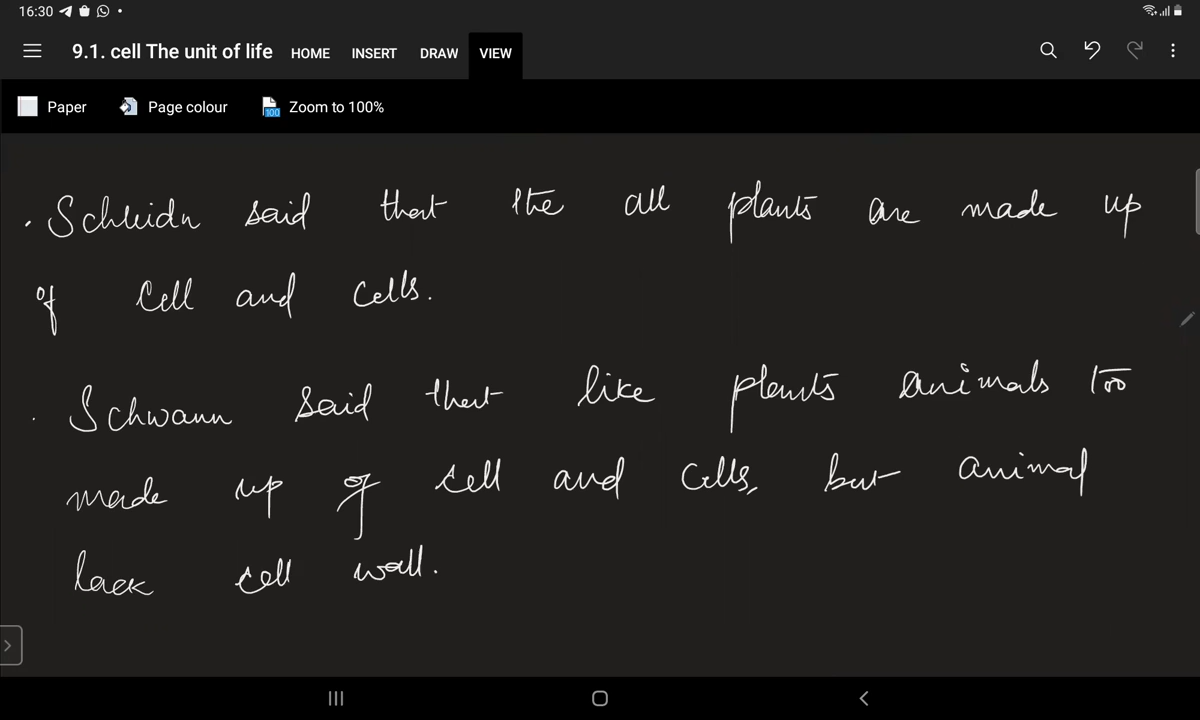 16:30
9.1. cell The unit of life HOME INSERT DRAW VIEW
Paper Page colour 100 Zoom to 100%
. Schleidn said that the all plants are made up
of cell and cells.
. Schwann said that like plants animals too
made up of cell and cells, but animal
lack cell wall.